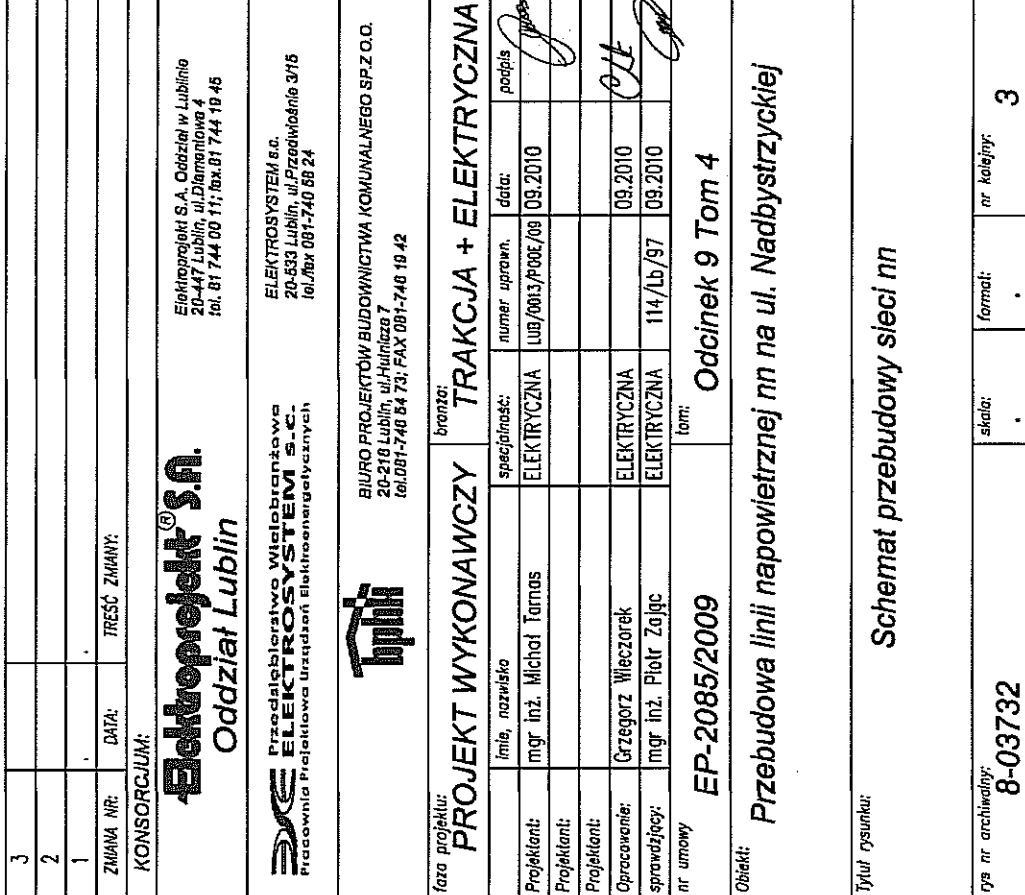 3
2
1
ZMIANA NR: DATA: TREŚĆ ZMIANY:
KONSORCJUM:
Elektroprojekt® S.A.
Oddział Lublin
Elektroprojekt S.A. Oddział w Lublinie
20-447 Lublin, ul.Diamentowa 4
tel. 81 744 00 11; fax.81 744 19 45
Przedsiębiorstwo Wielobranżowe
ELEKTROSYSTEM s.c.
Pracownia Projektowa Urządzeń Elektroenergetycznych
ELEKTROSYSTEM s.c.
20-533 Lublin, ul.Przedwiośnie 3/15
tel./fax 081-740 58 24
bpbk
BIURO PROJEKTÓW BUDOWNICTWA KOMUNALNEGO SP.Z O.O.
20-218 Lublin, ul.Hutnicza 7
tel.081-746 54 73; FAX 081-746 19 42
faza projektu: branża:
PROJEKT WYKONAWCZY TRAKCJA + ELEKTRYCZNA
imie, nazwisko specjalność: numer uprawn. data: podpis
Projektant: mgr inż. Michał Tarnas ELEKTRYCZNA LUB/0013/POOE/09 09.2010
Projektant:
Projektant:
Opracowanie: Grzegorz Wieczorek ELEKTRYCZNA 09.2010
sprawdzjący: mgr inż. Piotr Zając ELEKTRYCZNA 114/Lb/97 09.2010
nr umowy tom:
EP-2085/2009 Odcinek 9 Tom 4
Obiekt:
Przebudowa linii napowietrznej nn na ul. Nadbystrzyckiej
Tytuł rysunku:
Schemat przebudowy sieci nn
rys nr archiwalny: skala: format: nr kolejny:
8-03732 . . 3